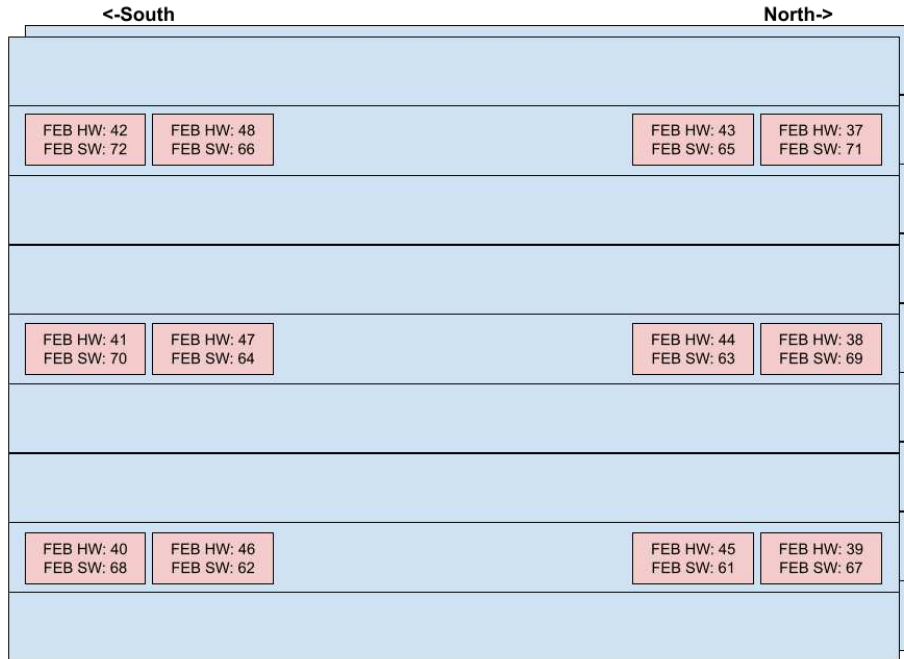 <-South North->
FEB HW: 42 FEB HW: 48 FEB HW: 43 FEB HW: 37
FEB SW: 72 FEB SW: 66 FEB SW: 65 FEB SW: 71
FEB HW: 41 FEB HW: 47 FEB HW: 44 FEB HW: 38
FEB SW: 70 FEB SW: 64 FEB SW: 63 FEB SW: 69
FEB HW: 40 FEB HW: 46 FEB HW: 45 FEB HW: 39
FEB SW: 68 FEB SW: 62 FEB SW: 61 FEB SW: 67